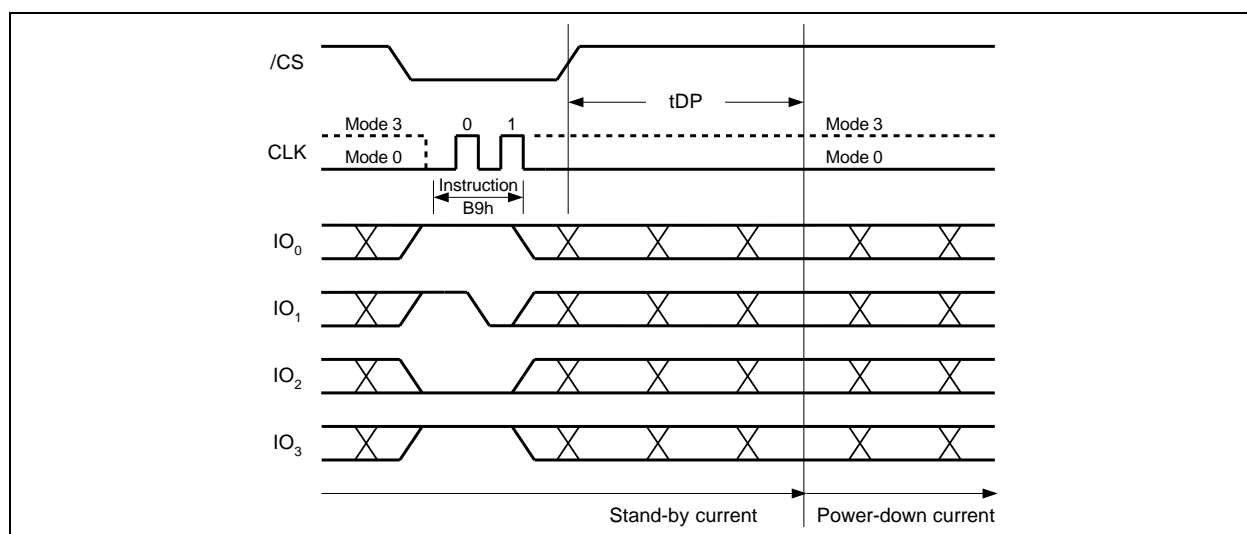 /CS
tDP
Mode 3 0 1 Mode 3
CLK
Mode 0 Mode 0
Instruction
B9h
IO0
IO1
IO2
IO3
Stand-by current Power-down current